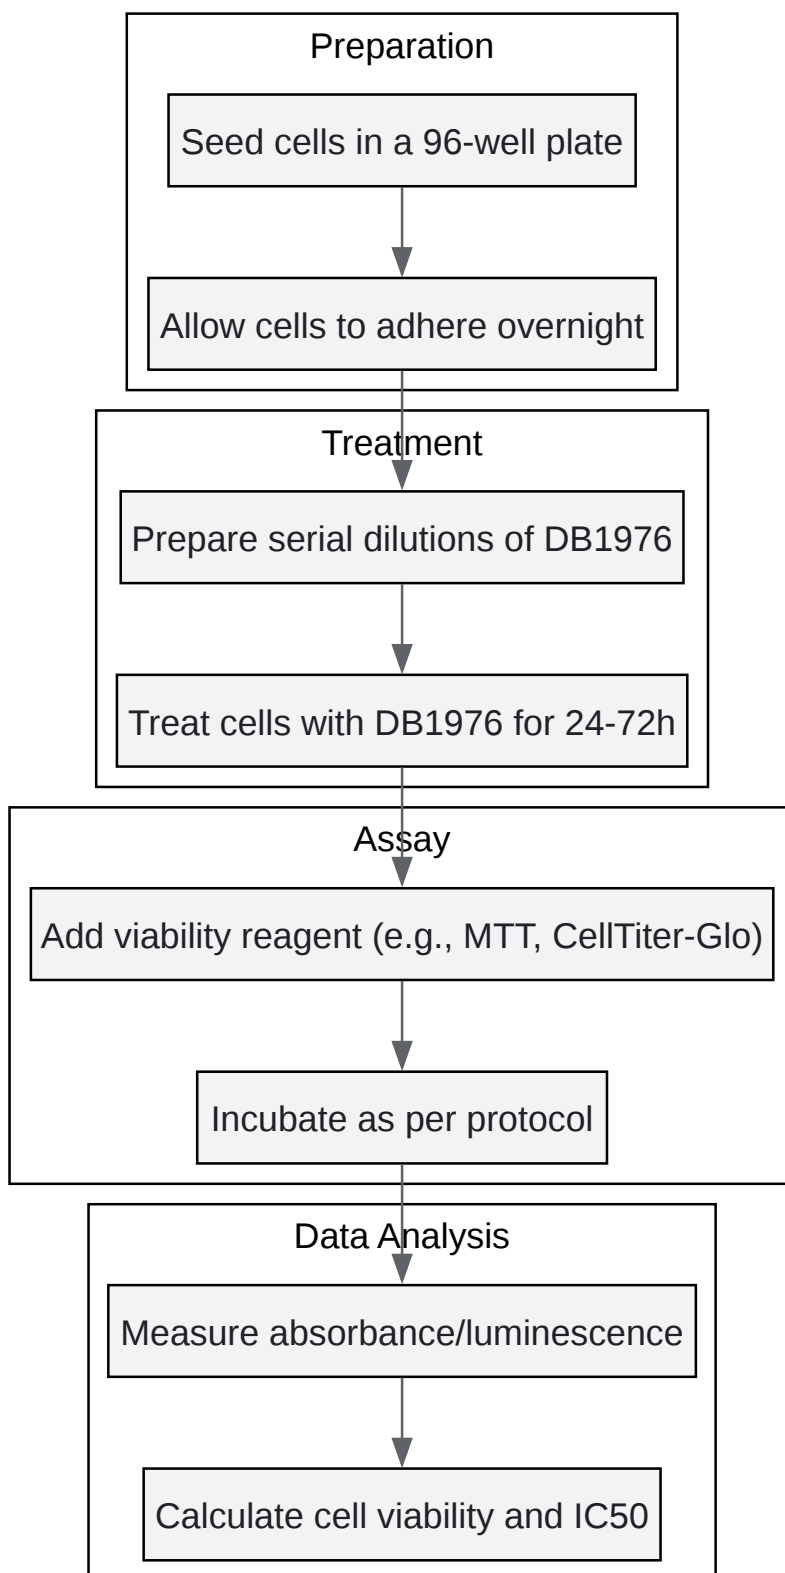 Preparation
Seed cells in a 96-well plate
Allow cells to adhere overnight
Treatment
Prepare serial dilutions of DB1976
Treat cells with DB1976 for 24-72h
Assay
Add viability reagent (e.g., MTT, CellTiter-Glo)
Incubate as per protocol
Data Analysis
Measure absorbance/luminescence
Calculate cell viability and IC50